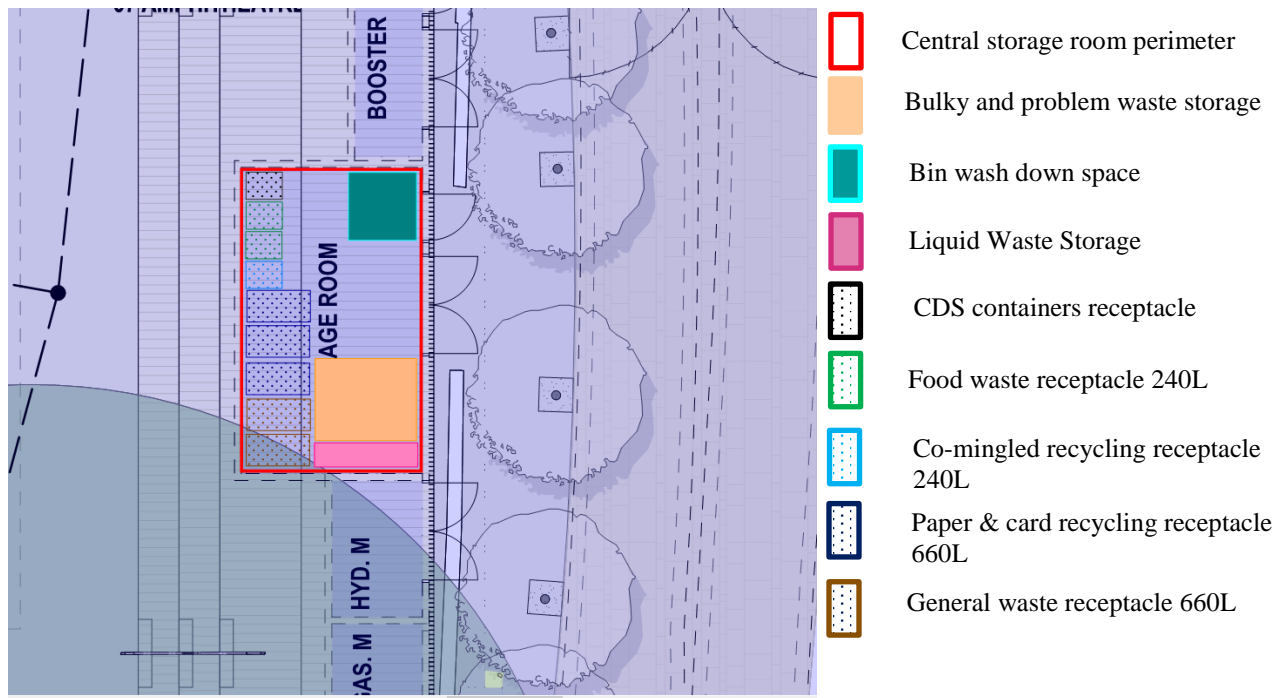 BOOSTER
AGE ROOM
HYD. M
GAS. M
Central storage room perimeter
Bulky and problem waste storage
Bin wash down space
Liquid Waste Storage
CDS containers receptacle
Food waste receptacle 240L
Co-mingled recycling receptacle
240L
Paper & card recycling receptacle
660L
General waste receptacle 660L